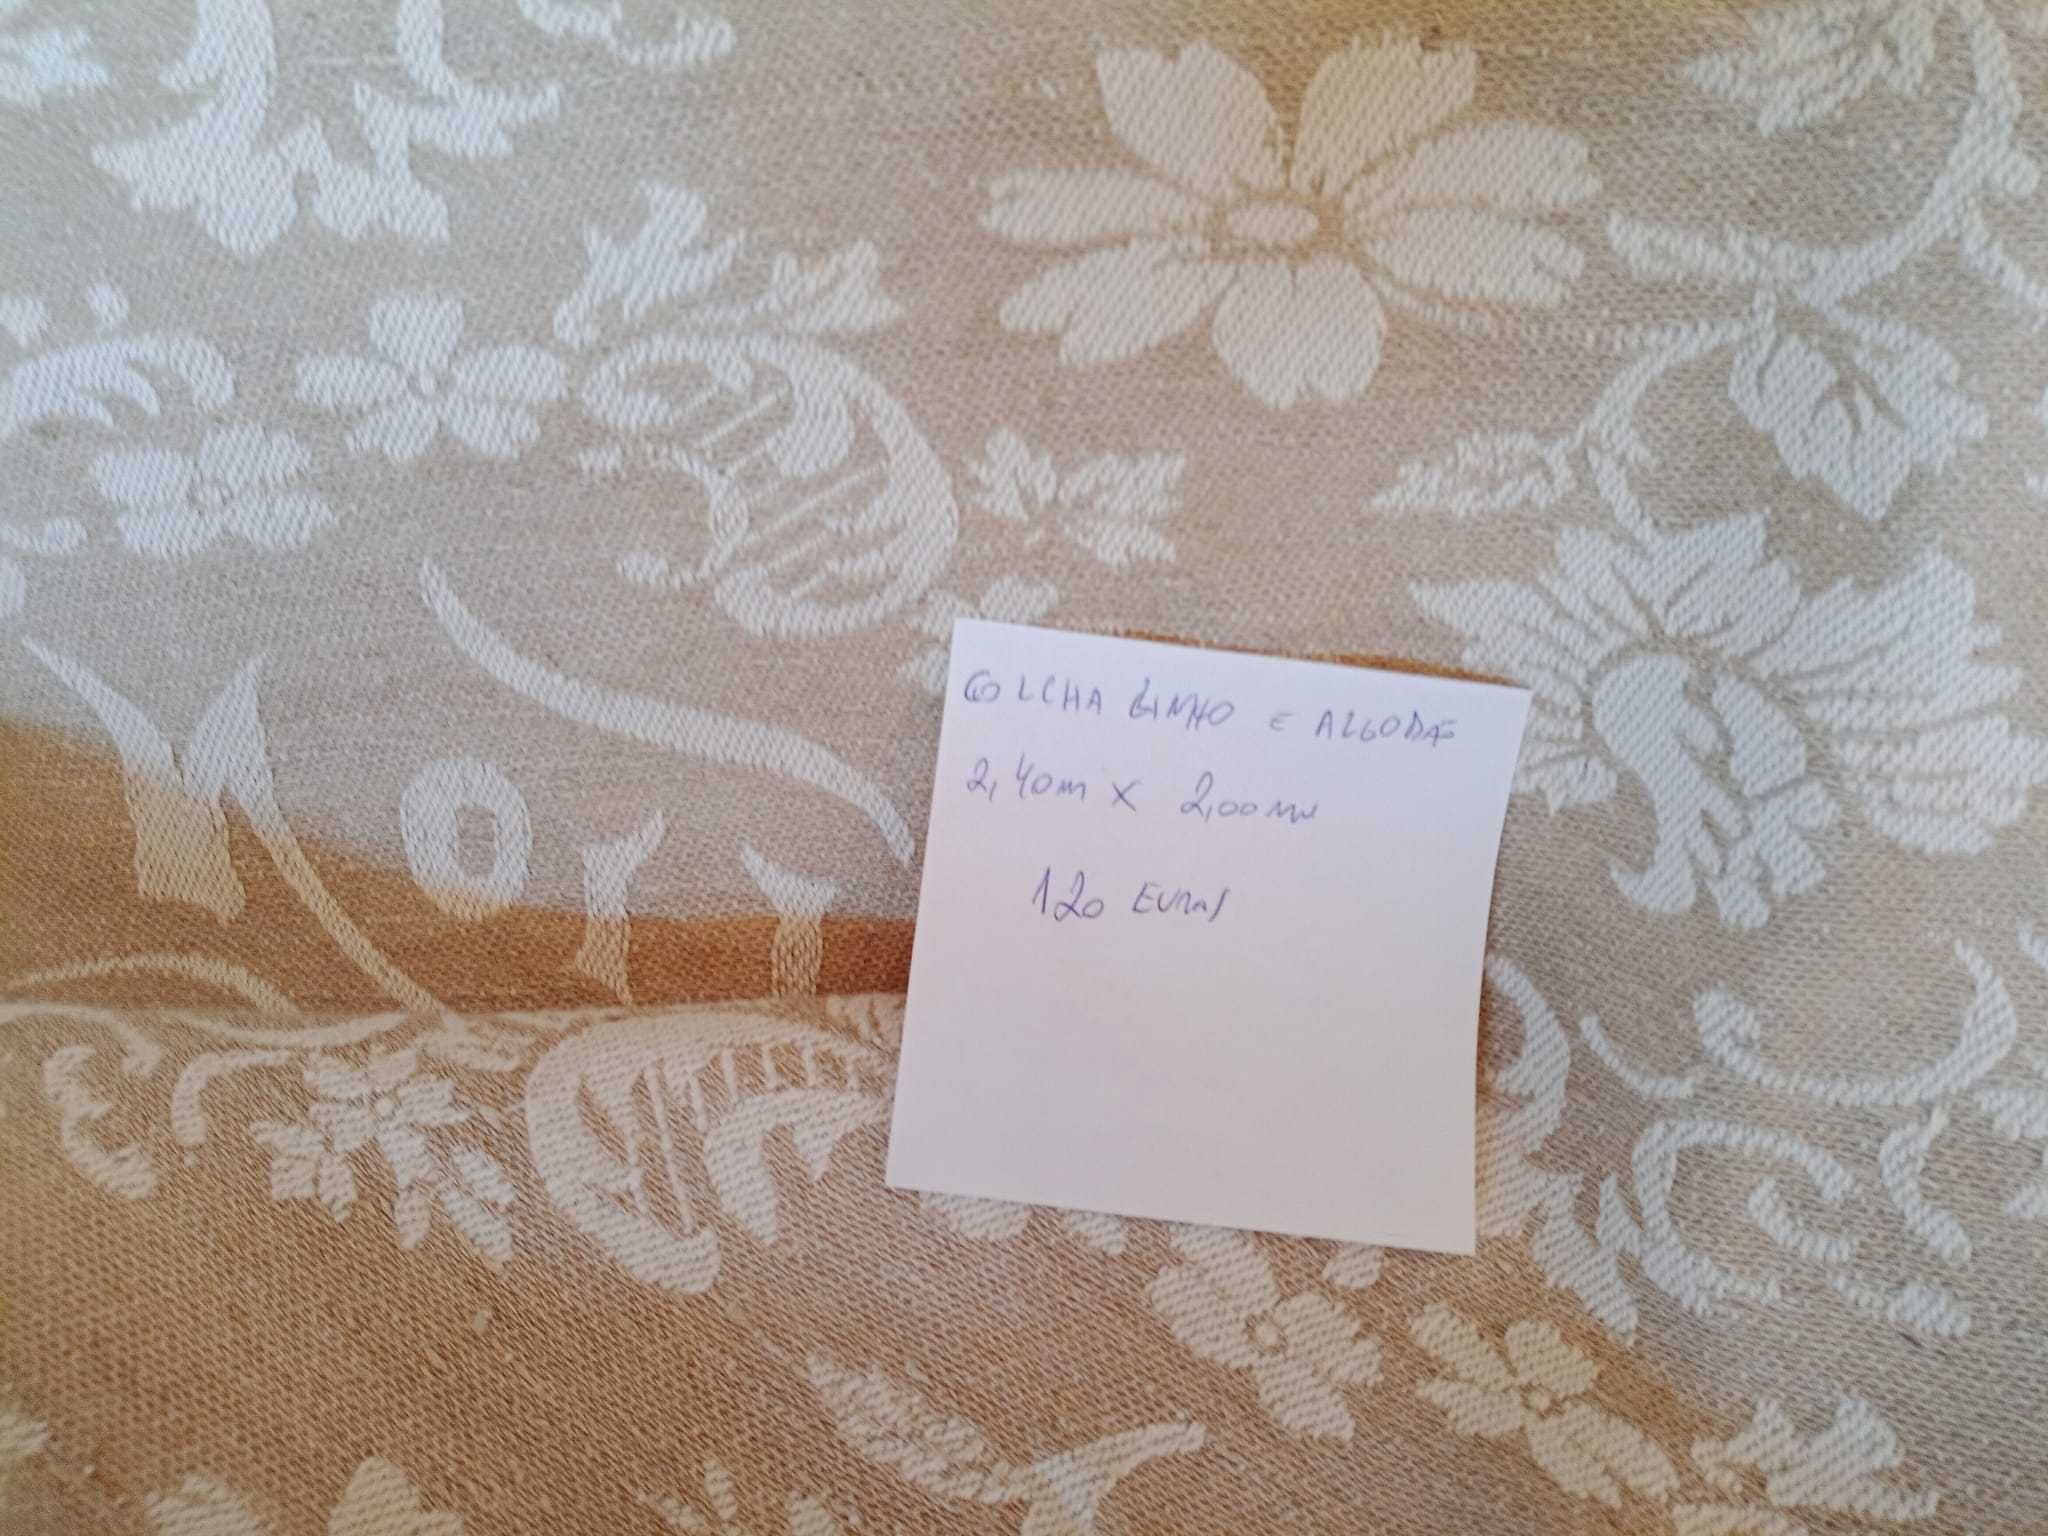 COLCHA LINHO E ALGODÃO
2,40m x 2,00m
120 EUROS